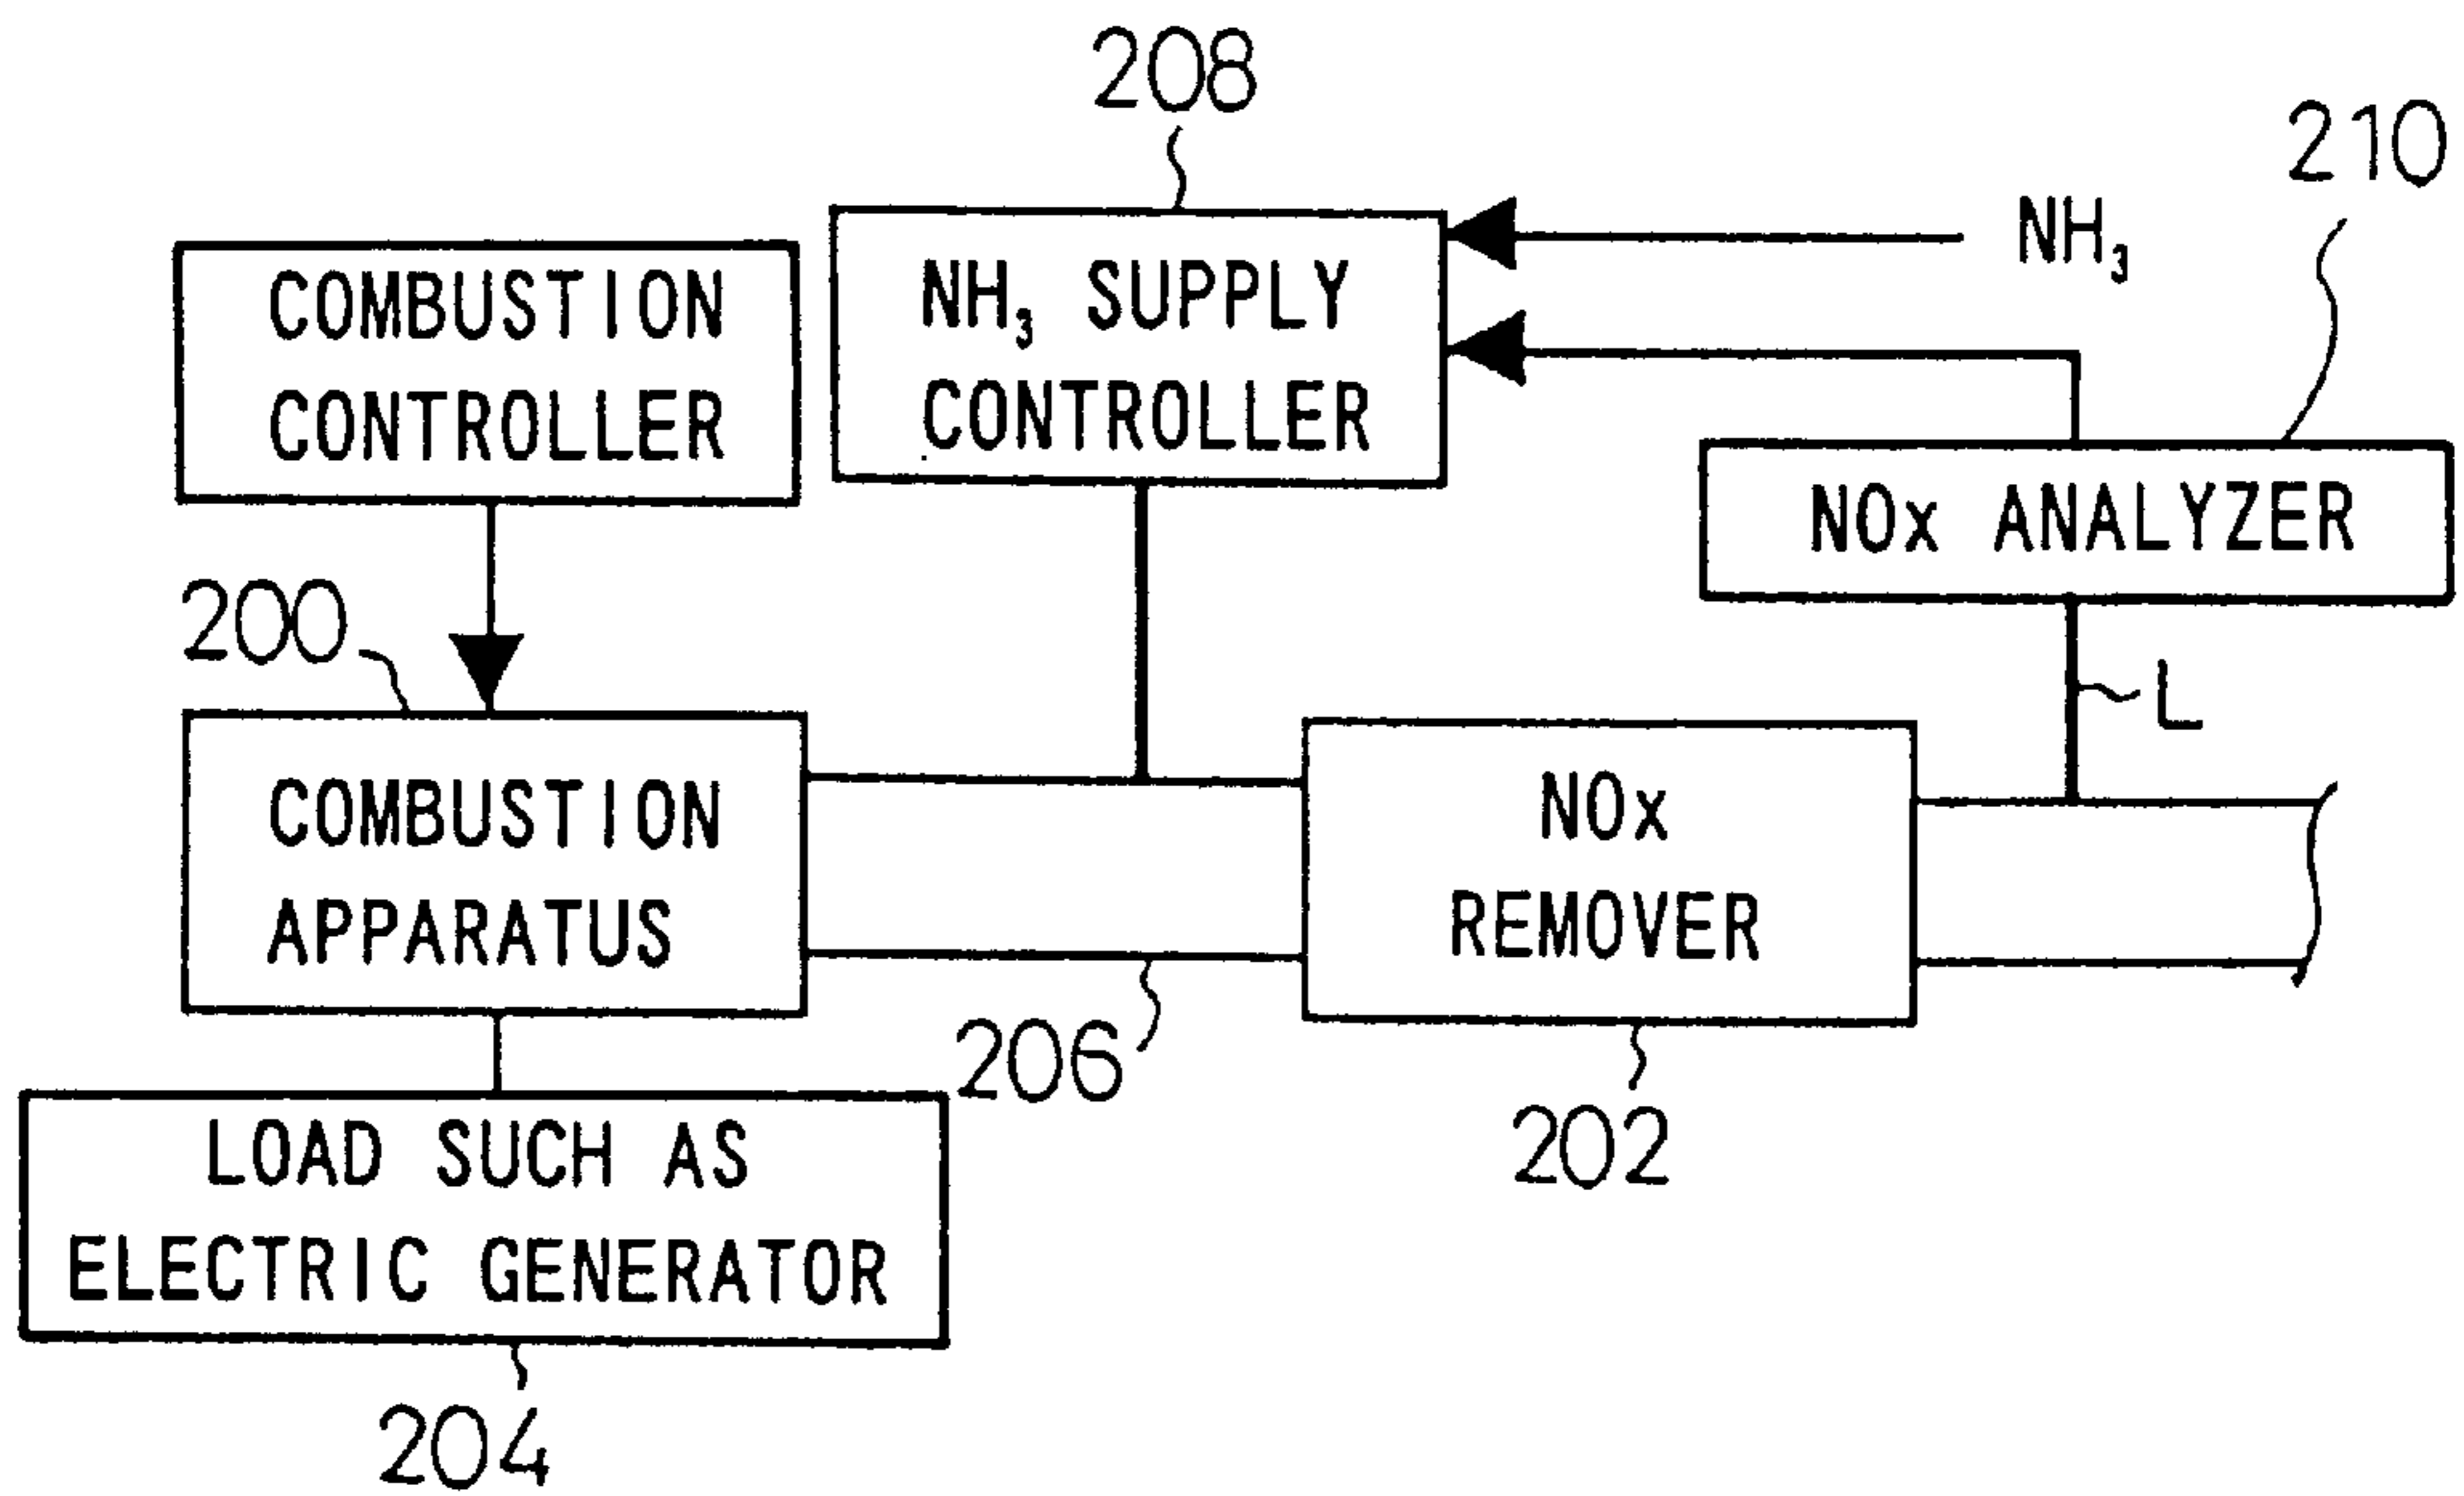 208
210
NH₃
COMBUSTION
CONTROLLER
NH₃ SUPPLY
CONTROLLER
NOx ANALYZER
200
L
COMBUSTION
APPARATUS
NOx
REMOVER
206
202
LOAD SUCH AS
ELECTRIC GENERATOR
204